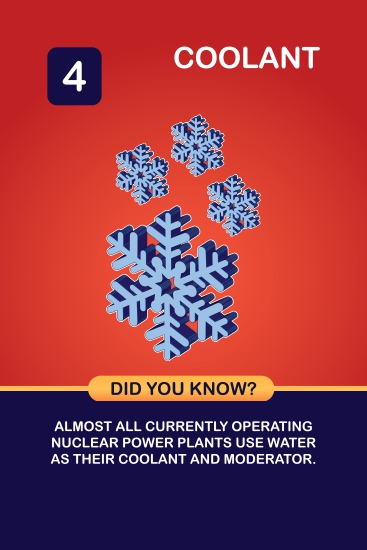 COOLANT
4
DID YOU KNOW?
ALMOST ALL CURRENTLY OPERATING
NUCLEAR POWER PLANTS USE WATER
AS THEIR COOLANT AND MODERATOR.